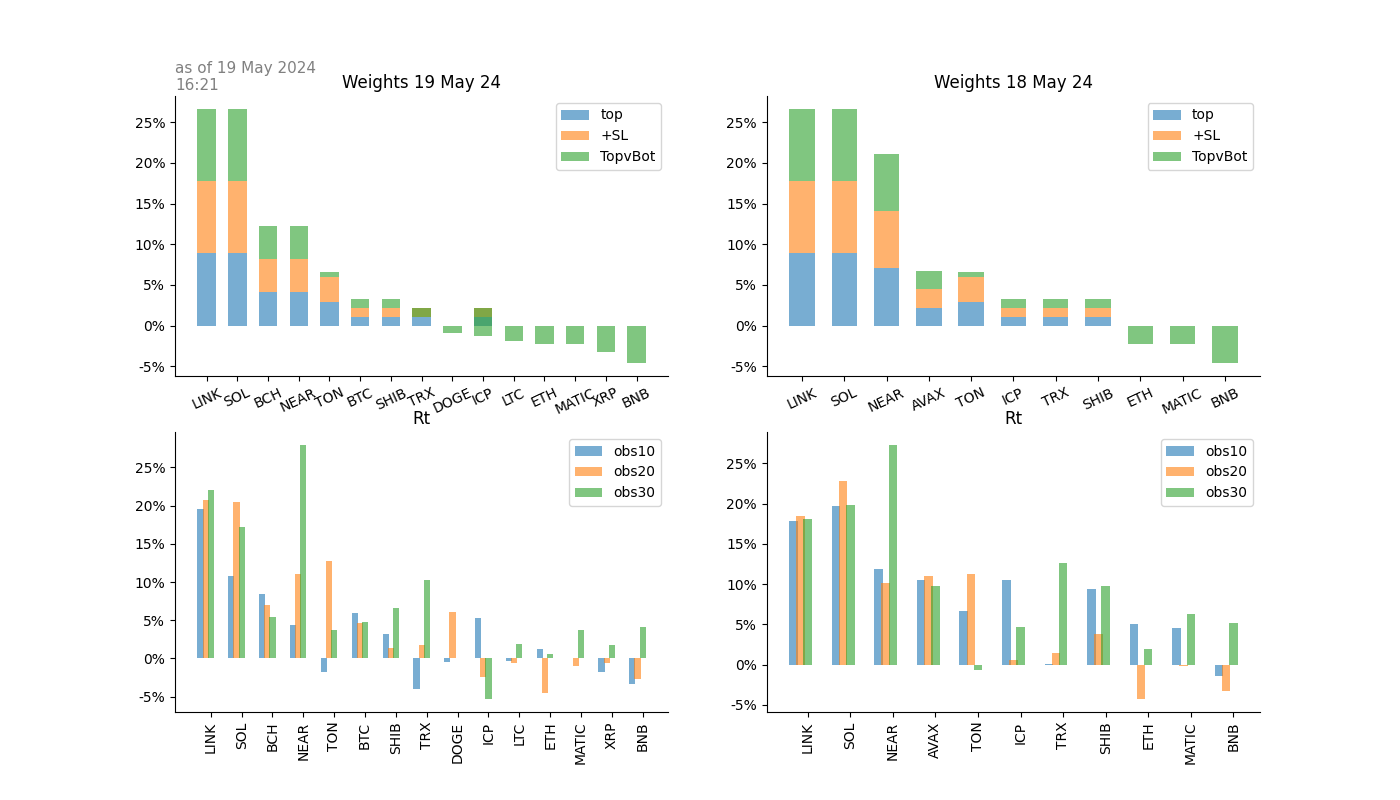 as of 19 May 2024
16:21
Weights 19 May 24
25%
20%
15%
10%
5%
0%
-5%
top
+SL
TopvBot
LINK SOL BCH NEAR TON BTC SHIB TRX DOGE ICP LTC ETH MATIC XRP BNB
Weights 18 May 24
25%
20%
15%
10%
5%
0%
-5%
top
+SL
TopvBot
LINK SOL NEAR AVAX TON ICP TRX SHIB ETH MATIC BNB
Rt
25%
20%
15%
10%
5%
0%
-5%
obs10
obs20
obs30
LINK SOL BCH NEAR TON BTC SHIB TRX DOGE ICP LTC ETH MATIC XRP BNB
Rt
25%
20%
15%
10%
5%
0%
-5%
obs10
obs20
obs30
LINK SOL NEAR AVAX TON ICP TRX SHIB ETH MATIC BNB